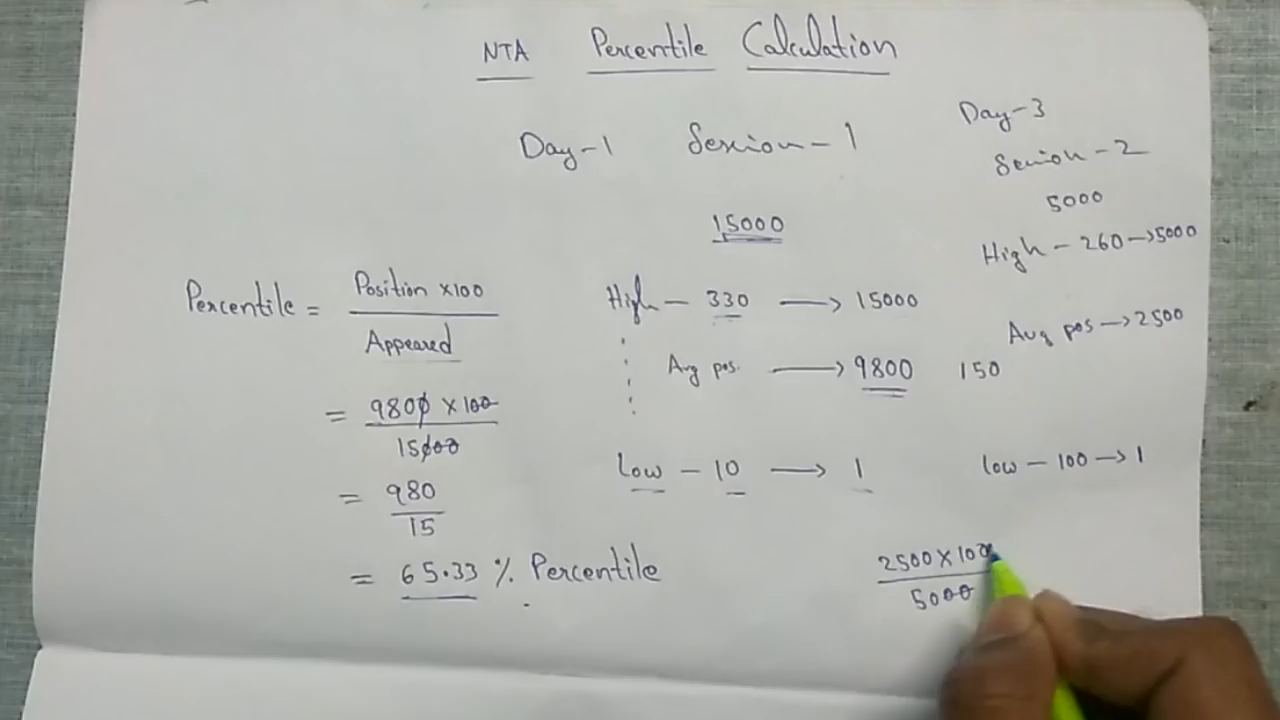 NTA Percentile Calculation
Day-1 Session-1
15000
Percentile = Position ×100
Appeared
= 9800 × 100
15000
= 980
15
= 65.33 % Percentile
High - 330 → 15000
Avg pos. → 9800 150
Low - 10 → 1
Day-3
Session-2
5000
High - 260 → 5000
Avg pos → 2500
Low - 100 → 1
2500×100
5000